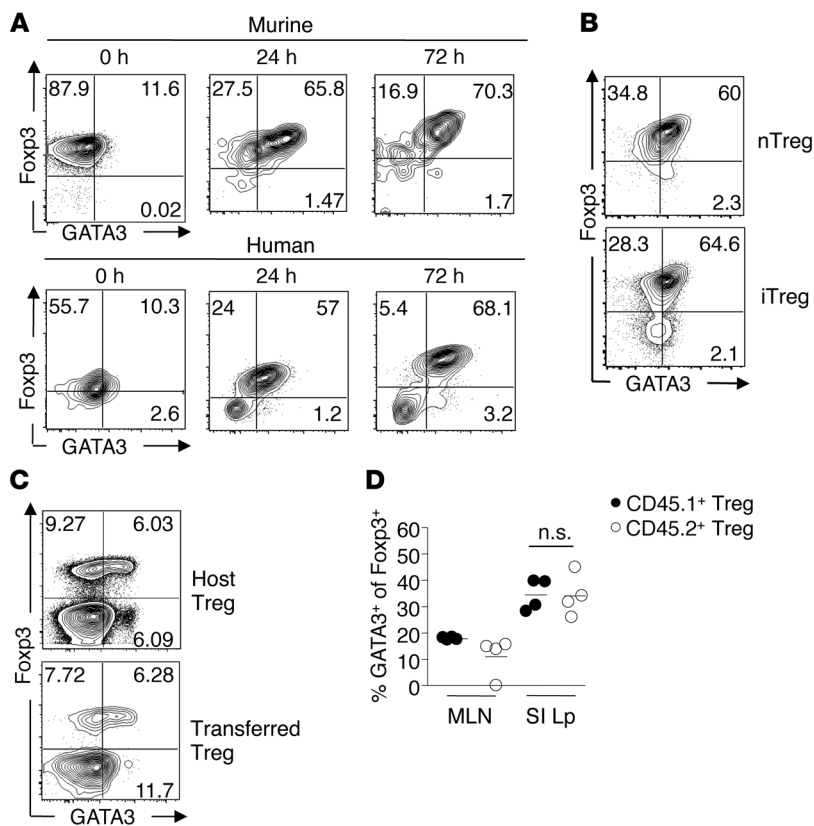 A
Murine
0 h 24 h 72 h
87.9 11.6
0.02
27.5 65.8
1.47
16.9 70.3
1.7
Foxp3
GATA3
Human
0 h 24 h 72 h
55.7 10.3
2.6
24 57
1.2
5.4 68.1
3.2
Foxp3
GATA3
B
34.8 60
2.3
nTreg
28.3 64.6
2.1
iTreg
Foxp3
GATA3
C
9.27 6.03
6.09
Host
Treg
7.72 6.28
11.7
Transferred
Treg
Foxp3
GATA3
D
CD45.1+ Treg
CD45.2+ Treg
n.s.
% GATA3+ of Foxp3+
60
50
40
30
20
10
0
MLN SI Lp